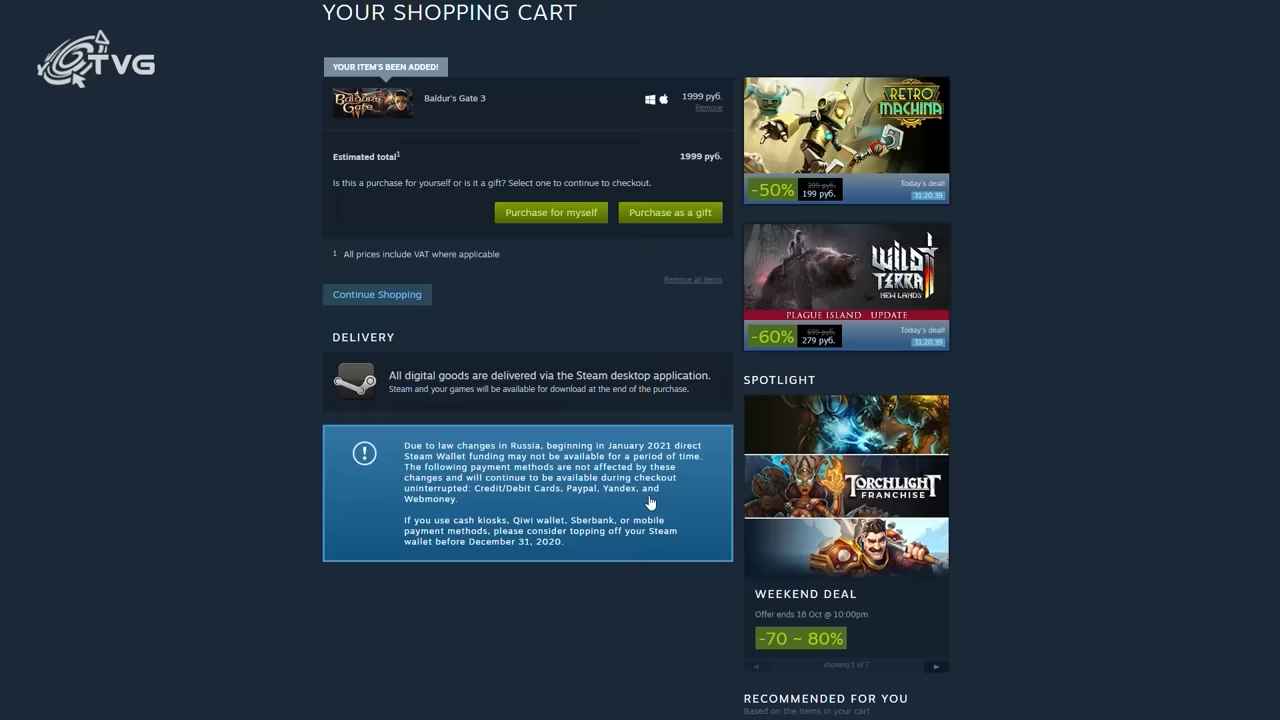 YOUR SHOPPING CART
TVG
YOUR ITEM'S BEEN ADDED!
Baldur's Gate
Baldur's Gate 3
1999 руб.
Remove
Estimated total1
1999 руб.
Is this a purchase for yourself or is it a gift? Select one to continue to checkout.
Purchase for myself
Purchase as a gift
1 All prices include VAT where applicable
Remove all items
Continue Shopping
DELIVERY
All digital goods are delivered via the Steam desktop application.
Steam and your games will be available for download at the end of the purchase.
Due to law changes in Russia, beginning in January 2021 direct
Steam Wallet funding may not be available for a period of time.
The following payment methods are not affected by these
changes and will continue to be available during checkout
uninterrupted: Credit/Debit Cards, Paypal, Yandex, and
Webmoney.
If you use cash kiosks, Qiwi wallet, Sberbank, or mobile
payment methods, please consider topping off your Steam
wallet before December 31, 2020.
RETRO
MACHINA
-50%
399 руб.
199 руб.
Today's deal!
31:20:39
WILD
TERRA II
NEW LANDS
PLAGUE ISLAND UPDATE
-60%
699 руб.
279 руб.
Today's deal!
31:20:39
SPOTLIGHT
TORCHLIGHT
FRANCHISE
WEEKEND DEAL
Offer ends 18 Oct @ 10:00pm.
-70 ~ 80%
showing 1 of 7
RECOMMENDED FOR YOU
Based on the items in your cart